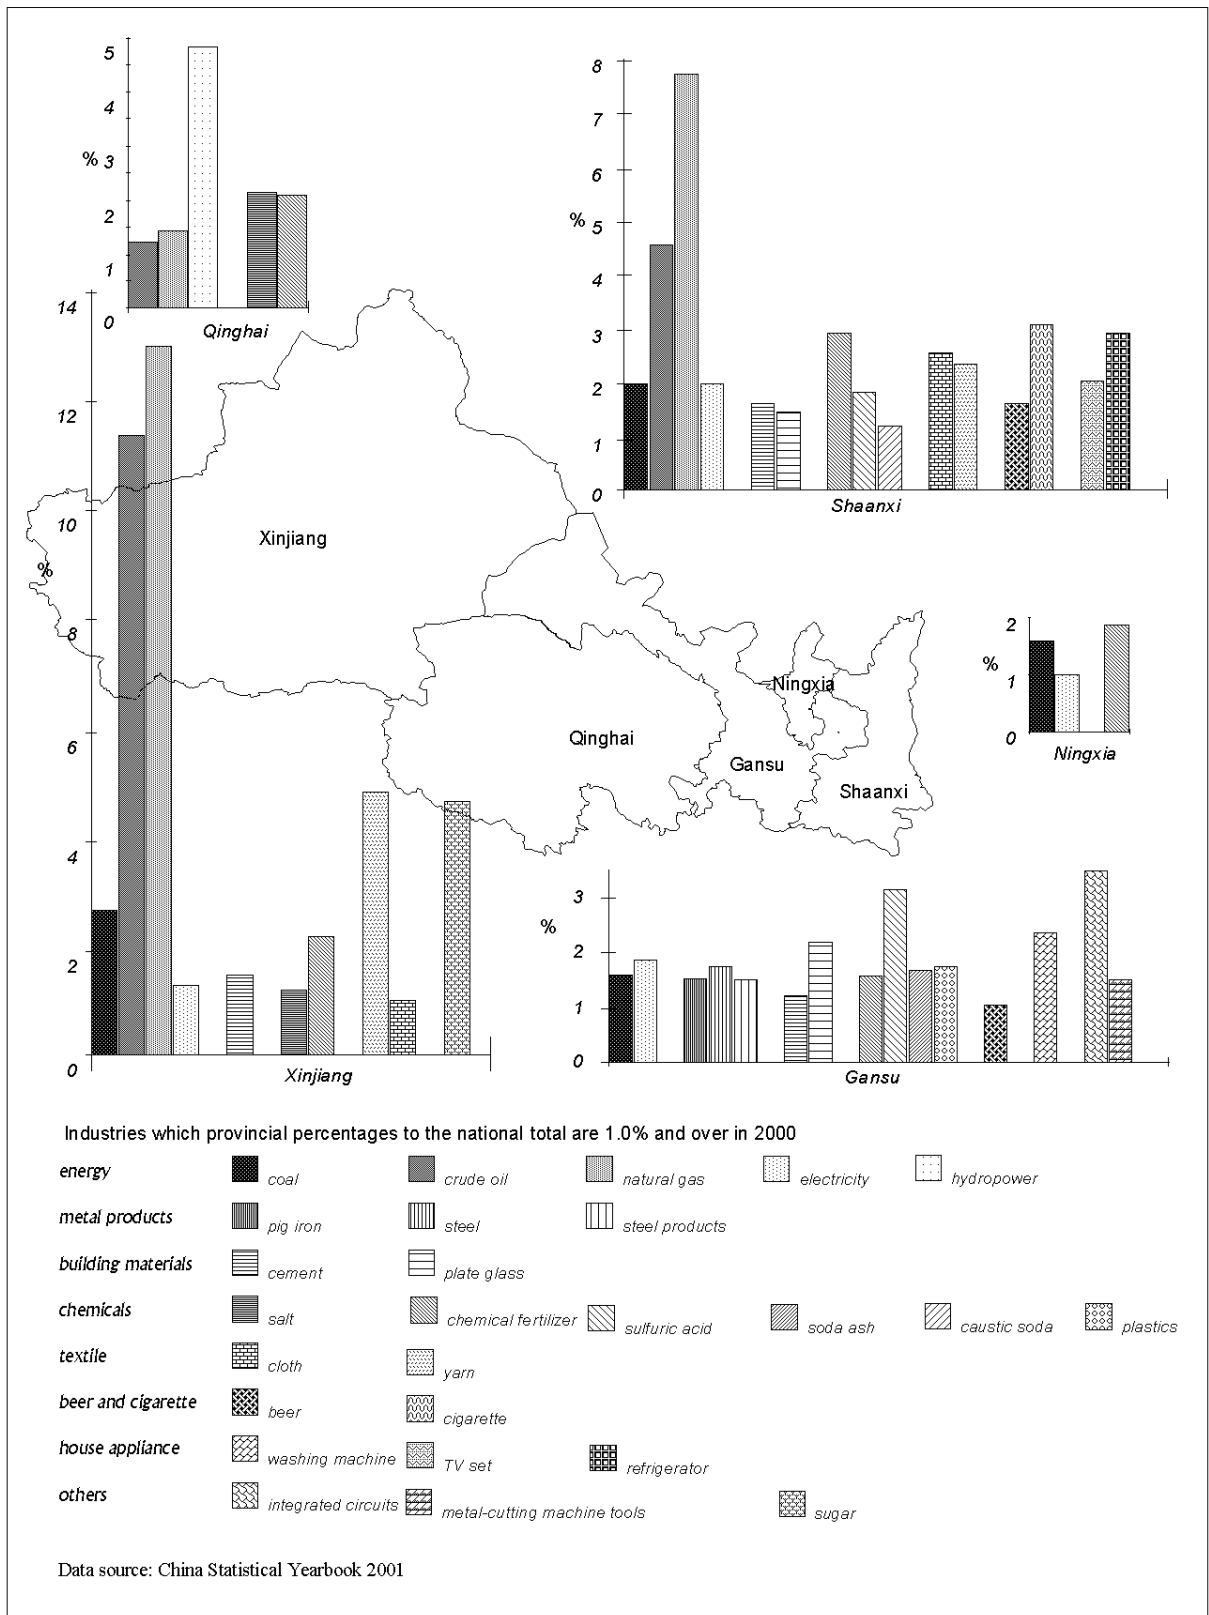 5
4
% 3
2
1
0
Qinghai
8
7
6
% 5
4
3
2
1
0
Shaanxi
14
12
10
%
8
6
4
2
0
Xinjiang
Xinjiang
Qinghai
Ningxia
Gansu
Shaanxi
2
%
1
0
Ningxia
3
%
2
1
0
Gansu
Industries which provincial percentages to the national total are 1.0% and over in 2000
energy coal crude oil natural gas electricity hydropower
metal products pig iron steel steel products
building materials cement plate glass
chemicals salt chemical fertilizer sulfuric acid soda ash caustic soda plastics
textile cloth yarn
beer and cigarette beer cigarette
house appliance washing machine TV set refrigerator
others integrated circuits metal-cutting machine tools sugar
Data source: China Statistical Yearbook 2001